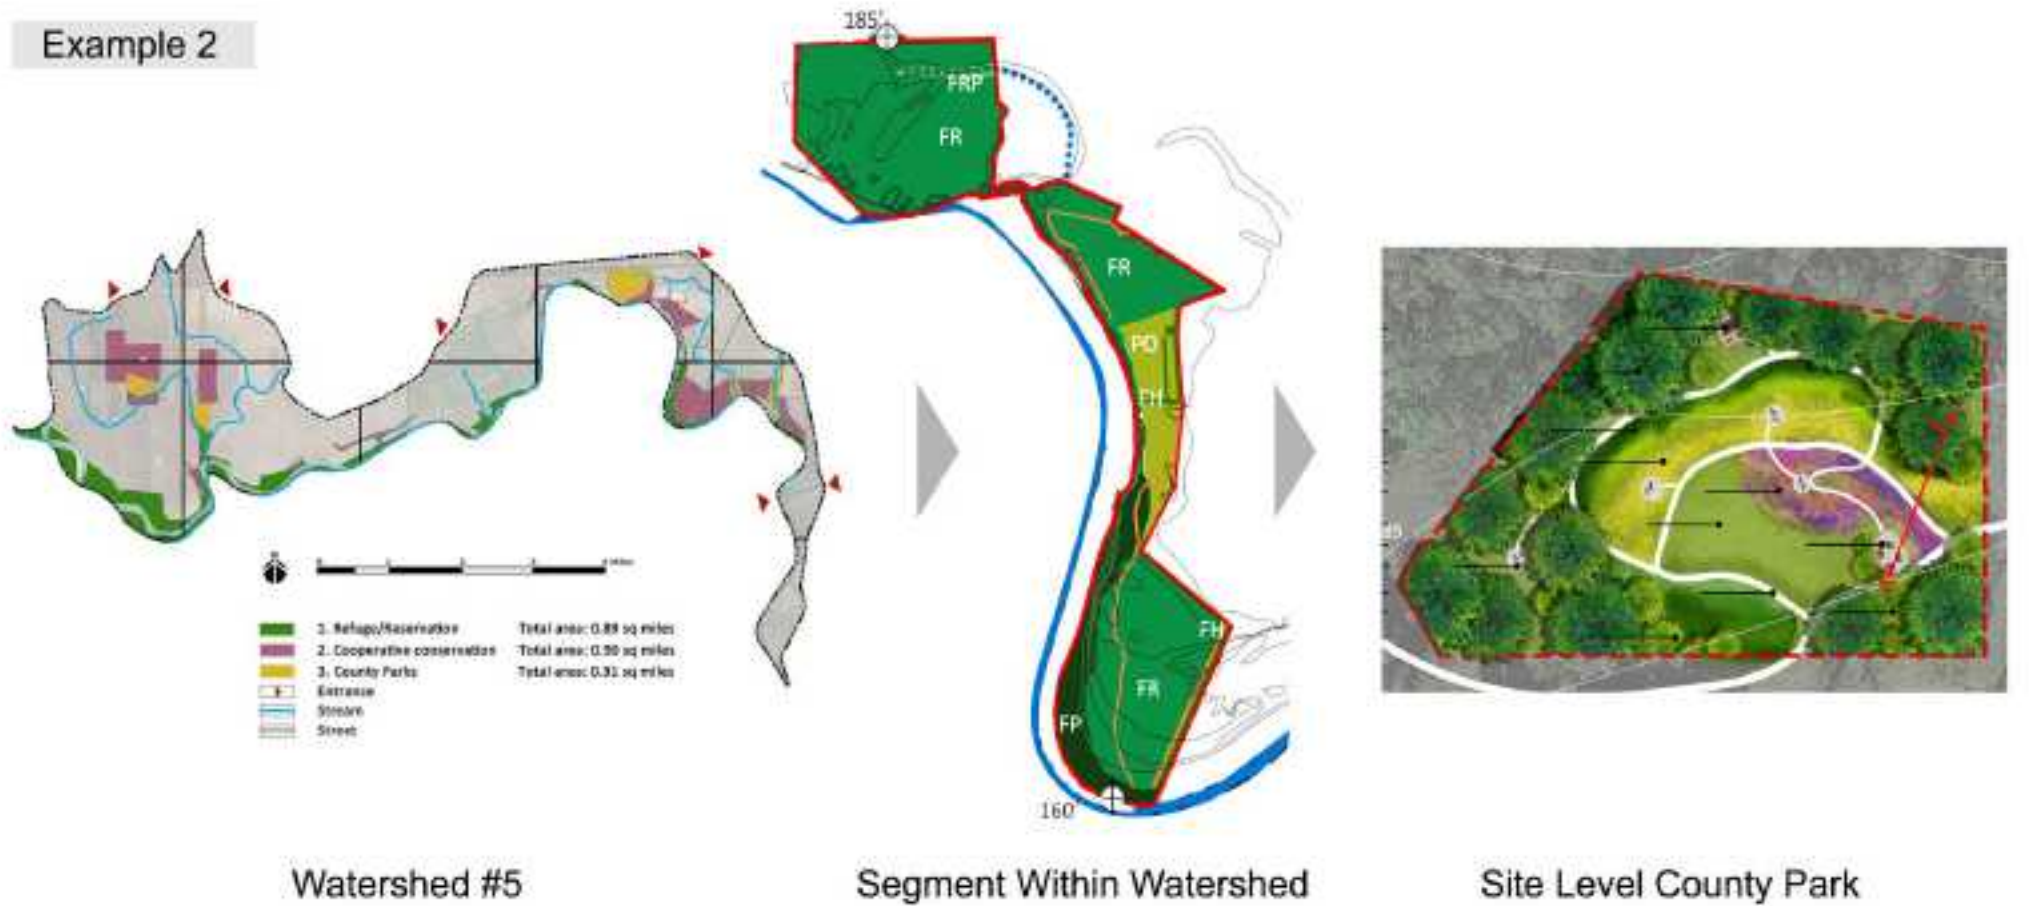 Example 2
185'
FRP
FR
FR
PD
FH
FH
FR
FP
160'
1. Refuge/Reservation Total area: 0.89 sq miles
2. Cooperative conservation Total area: 0.90 sq miles
3. County Parks Total area: 0.31 sq miles
Entrance
Stream
Street
Watershed #5
Segment Within Watershed
Site Level County Park